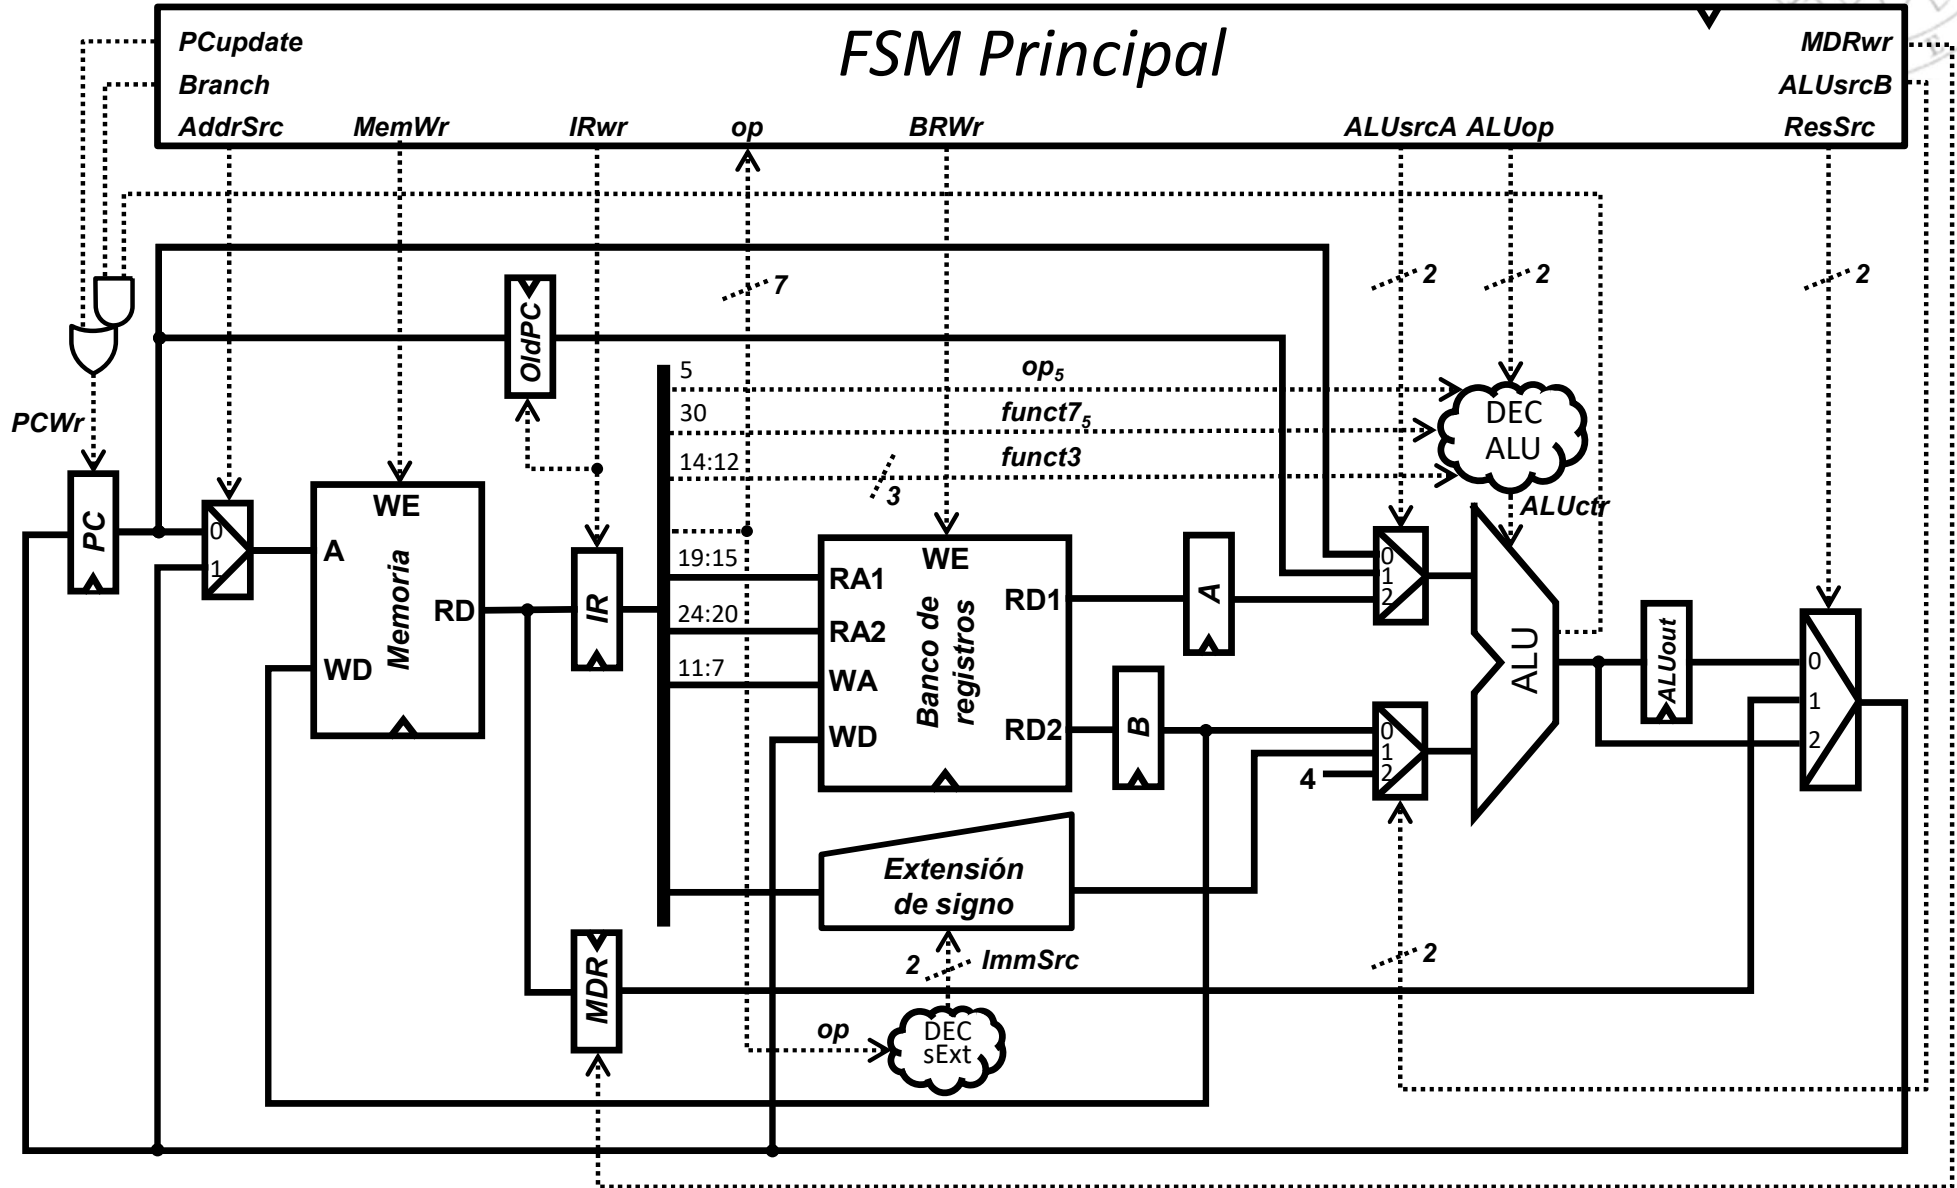 FSM Principal
PCupdate
Branch
AddrSrc
MemWr
IRwr
op
BRWr
ALUsrcA
ALUop
MDRwr
ALUsrcB
ResSrc
7
2
2
2
OldPC
5
op5
30
funct75
14:12
funct3
3
DEC
ALU
ALUctr
PCWr
PC
0
1
WE
A
Memoria
RD
WD
IR
19:15
24:20
11:7
WE
RA1
RA2
WA
WD
Banco de
registros
RD1
RD2
A
B
0
1
2
0
1
2
4
ALU
ALUout
0
1
2
Extensión
de signo
2
ImmSrc
2
MDR
op
DEC
sExt